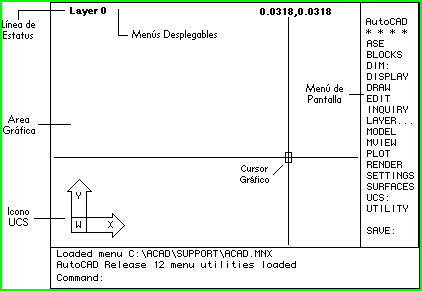 Línea de
Estatus
Layer 0
0.0318,0.0318
Menús Desplegables
AutoCAD
* * * *
ASE
BLOCKS
DIM:
DISPLAY
DRAW
EDIT
INQUIRY
LAYER...
MODEL
MVIEW
PLOT
RENDER
SETTINGS
SURFACES
UCS:
UTILITY
SAVE:
Menú de
Pantalla
Area
Gráfica
Cursor
Gráfico
Icono
UCS
Y
W
X
Loaded menu C:\ACAD\SUPPORT\ACAD.MNX
AutoCAD Release 12 menu utilities loaded
Command: